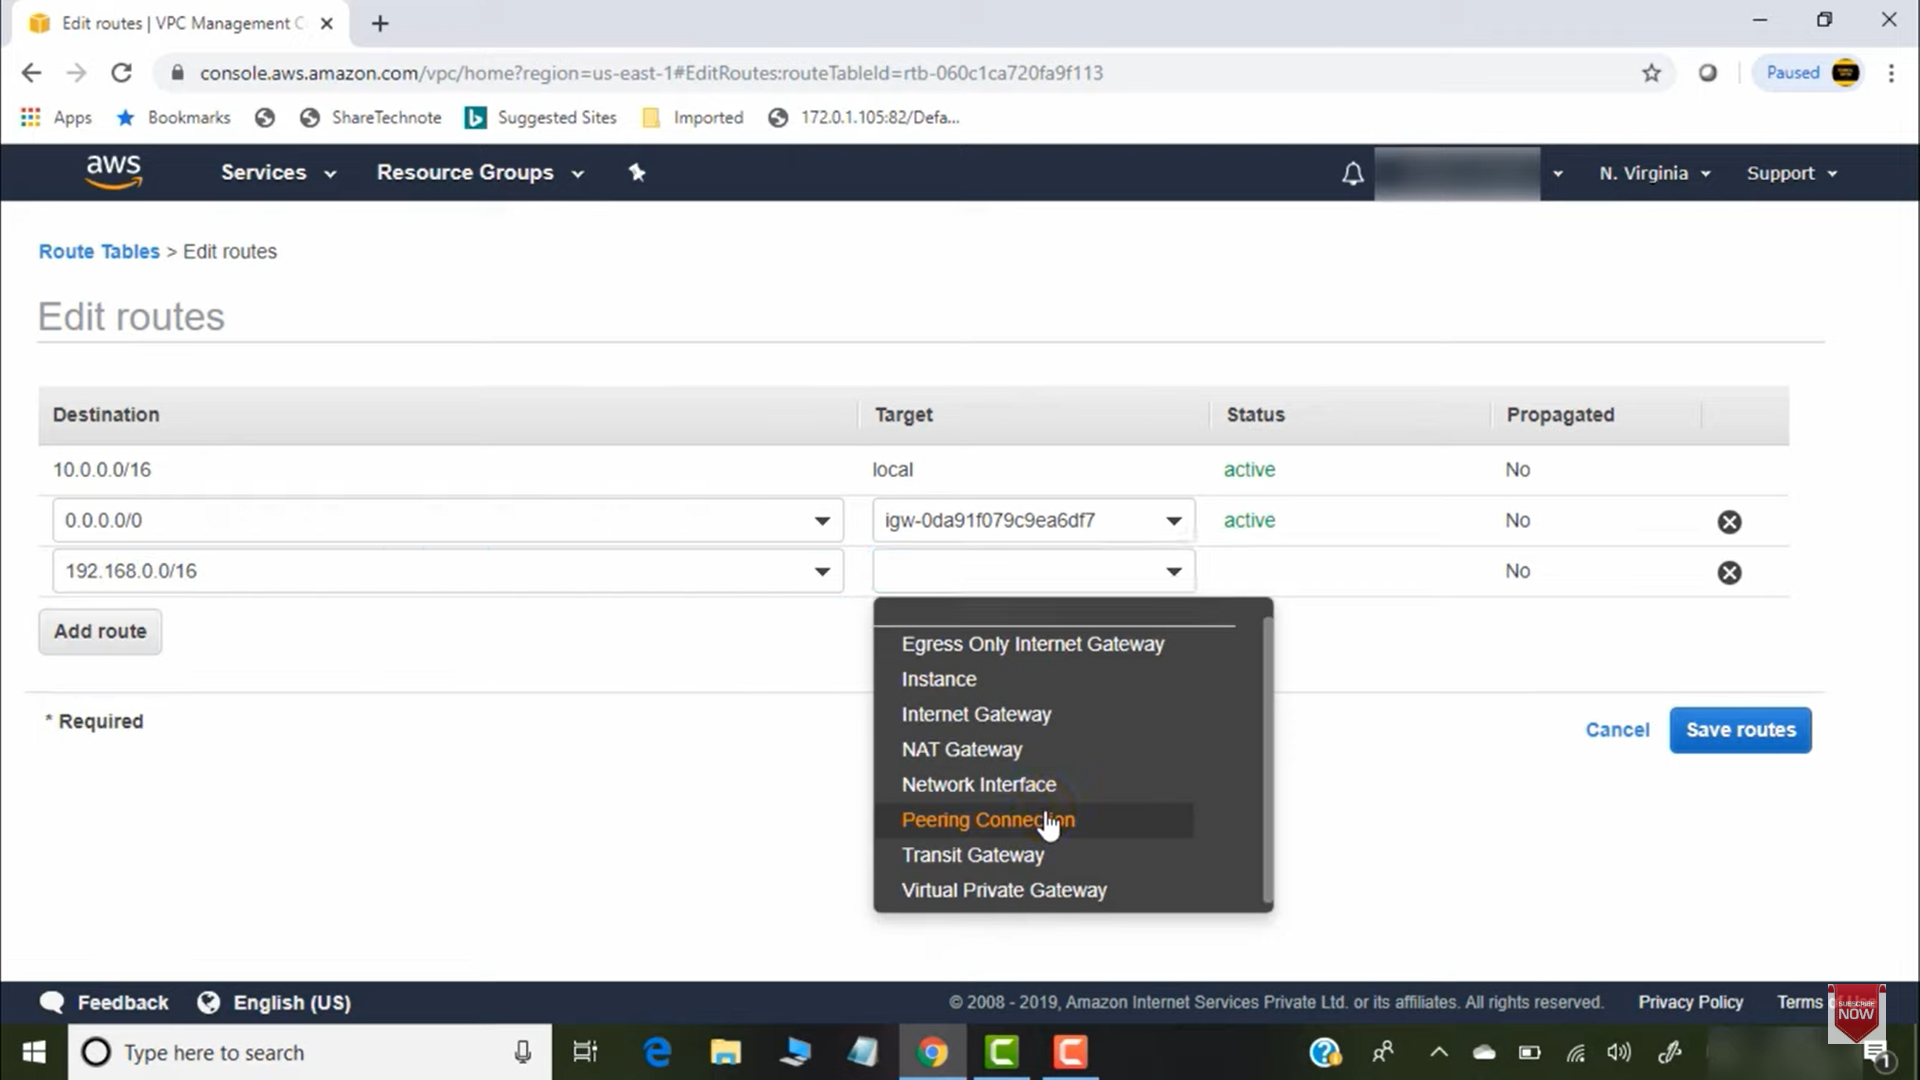 Edit routes | VPC Management C
console.aws.amazon.com/vpc/home?region=us-east-1#EditRoutes:routeTableId=rtb-060c1ca720fa9f113
Paused
Apps
Bookmarks
ShareTechnote
Suggested Sites
Imported
172.0.1.105:82/Defa...
aws
Services
Resource Groups
N. Virginia
Support
Route Tables > Edit routes
Edit routes
Destination Target Status Propagated
10.0.0.0/16 local active No
0.0.0.0/0 igw-0da91f079c9ea6df7 active No
192.168.0.0/16 No
Add route
Egress Only Internet Gateway
Instance
Internet Gateway
NAT Gateway
Network Interface
Peering Connection
Transit Gateway
Virtual Private Gateway
* Required
Cancel
Save routes
Feedback
English (US)
© 2008 - 2019, Amazon Internet Services Private Ltd. or its affiliates. All rights reserved.
Privacy Policy
Terms
SUBSCRIBE
NOW
Type here to search
1